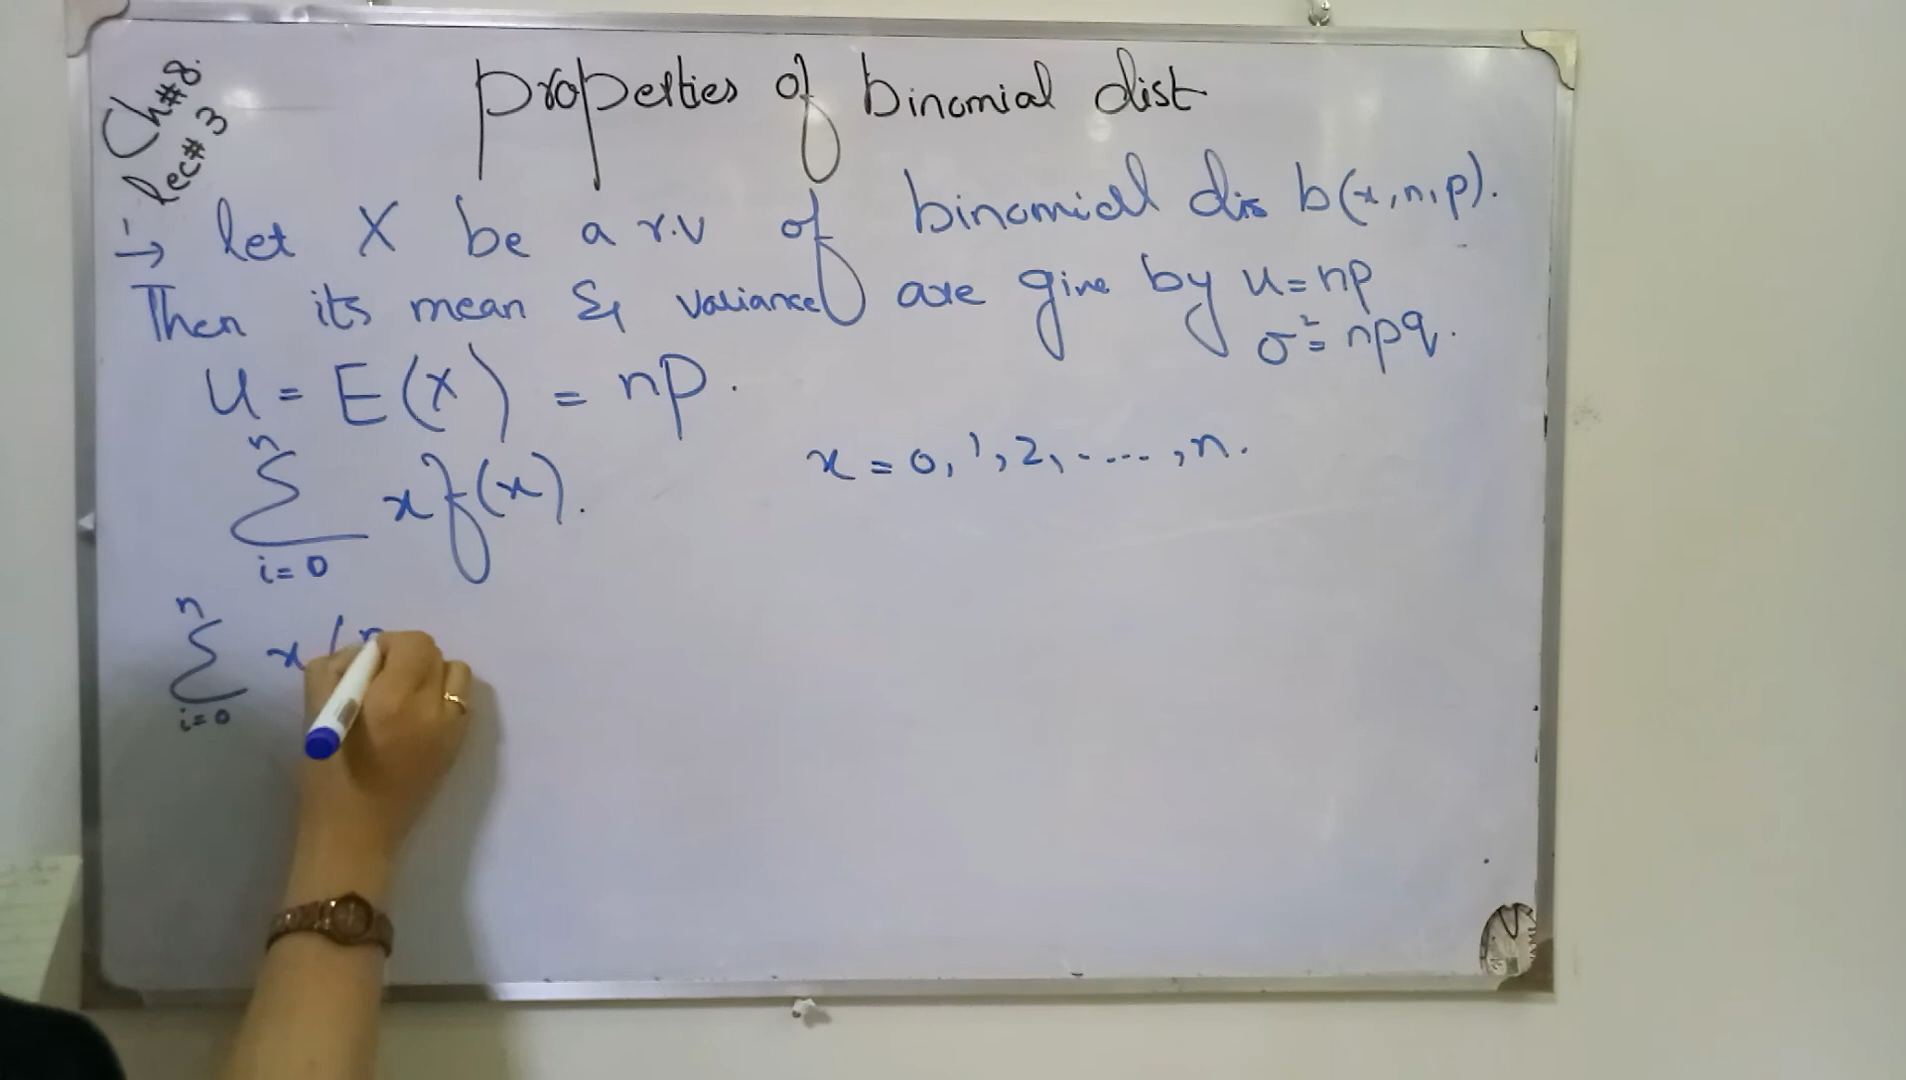 Ch#8.
Lec#3
Properties of binomial dist
→ let X be a r.v of binomial dis b(x,n,p).
Then its mean & variance are give by u=np
σ²=npq.
u = E(X) = np.
n
Σ x f(x). x = 0,1,2,....,n.
i=0
n
Σ x (n
i=0